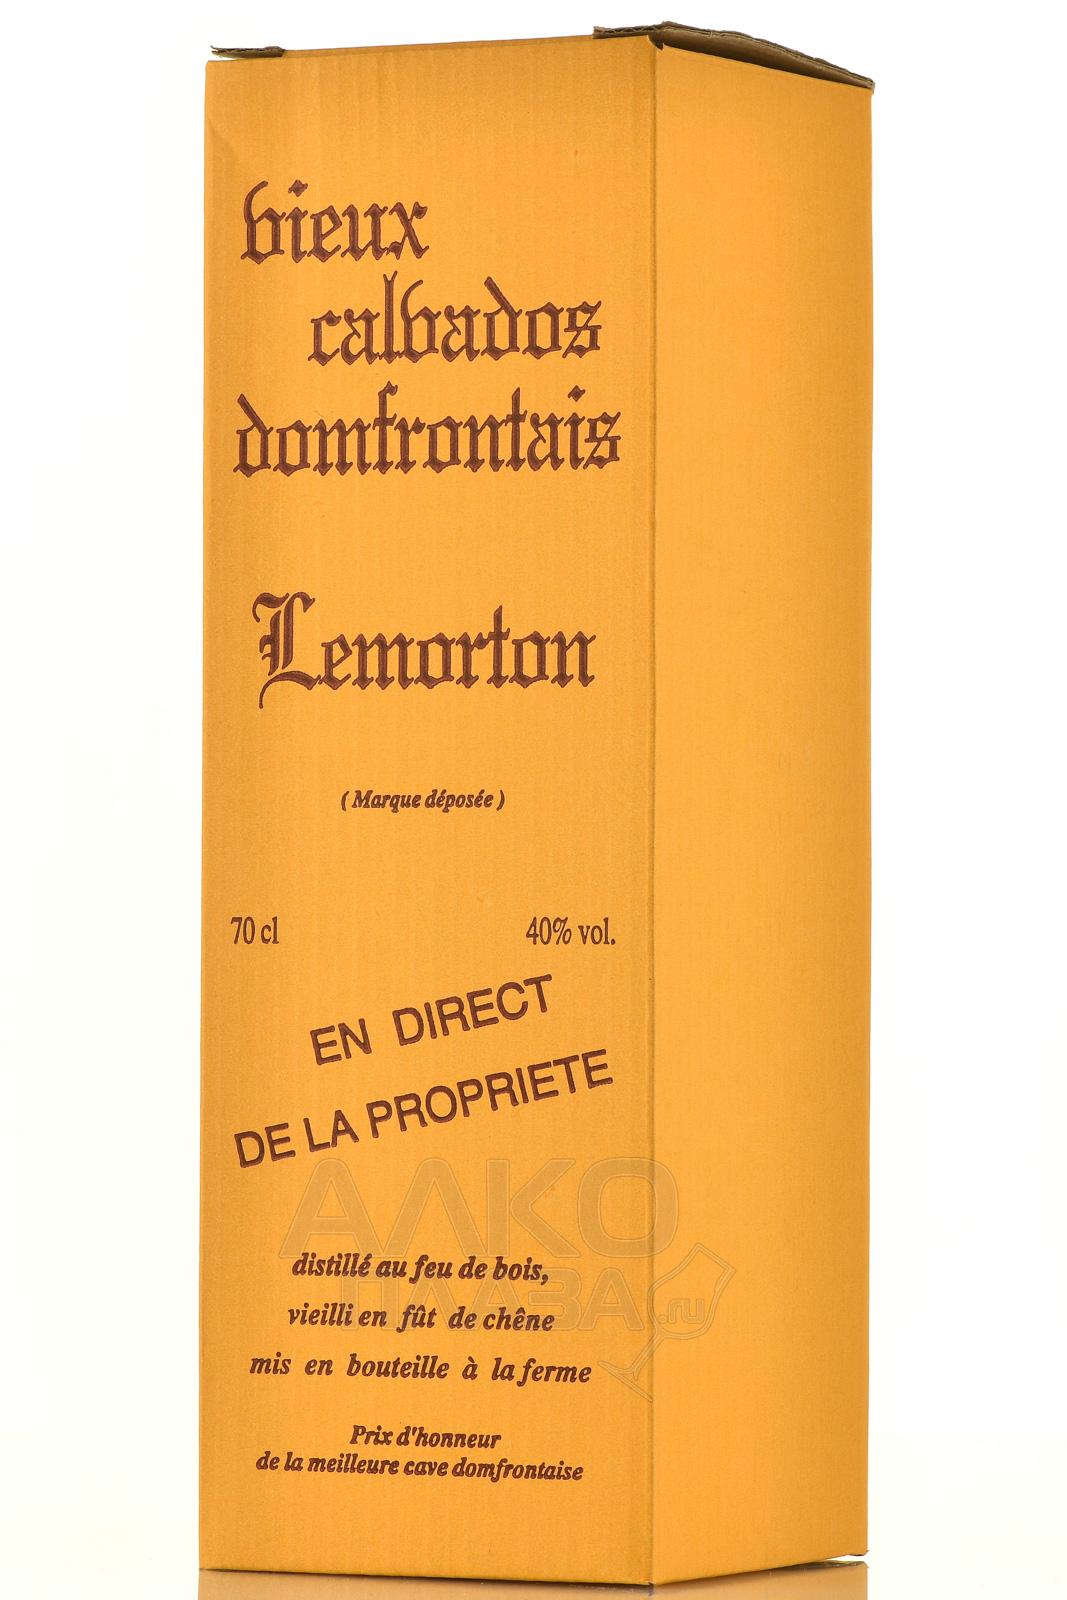 vieux
calvados
domfrontais
Lemorton
( Marque déposée )
70 cl 40% vol.
EN DIRECT
DE LA PROPRIETE
distillé au feu de bois,
vieilli en fût de chêne
mis en bouteille à la ferme
Prix d'honneur
de la meilleure cave domfrontaise
АЛКО
ПЛАЗА.ru